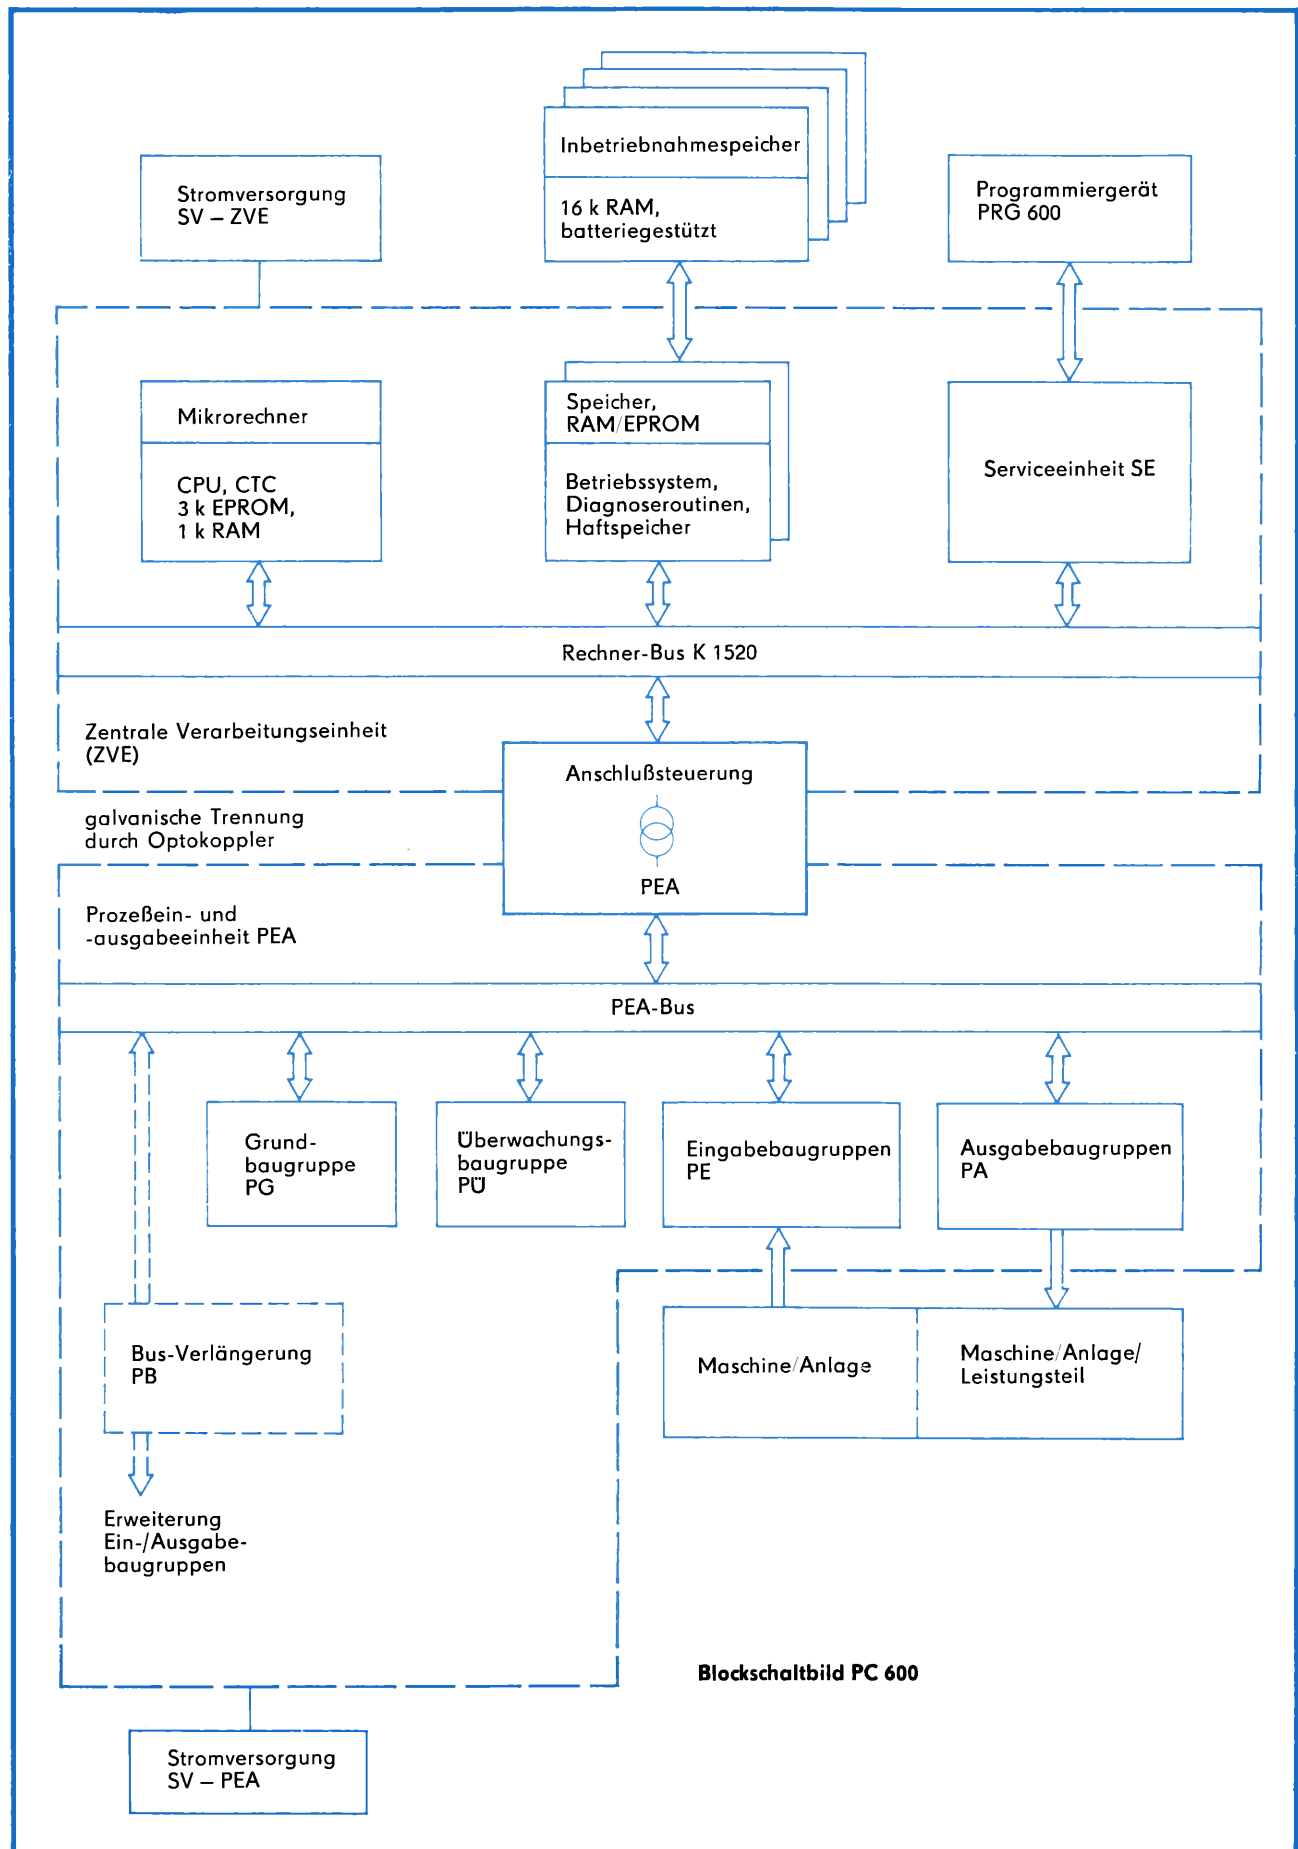 Inbetriebnahmespeicher
16 k RAM,
batteriegestützt
Stromversorgung
SV – ZVE
Programmiergerät
PRG 600
Mikrorechner
CPU, CTC
3 k EPROM,
1 k RAM
Speicher,
RAM/EPROM
Betriebssystem,
Diagnoseroutinen,
Haftspeicher
Serviceeinheit SE
Rechner-Bus K 1520
Zentrale Verarbeitungseinheit
(ZVE)
Anschlußsteuerung
PEA
galvanische Trennung
durch Optokoppler
Prozeßein- und
-ausgabeeinheit PEA
PEA-Bus
Grund-
baugruppe
PG
Überwachungs-
baugruppe
PÜ
Eingabebaugruppen
PE
Ausgabebaugruppen
PA
Bus-Verlängerung
PB
Maschine/Anlage
Maschine/Anlage/
Leistungsteil
Erweiterung
Ein-/Ausgabe-
baugruppen
Blockschaltbild PC 600
Stromversorgung
SV – PEA